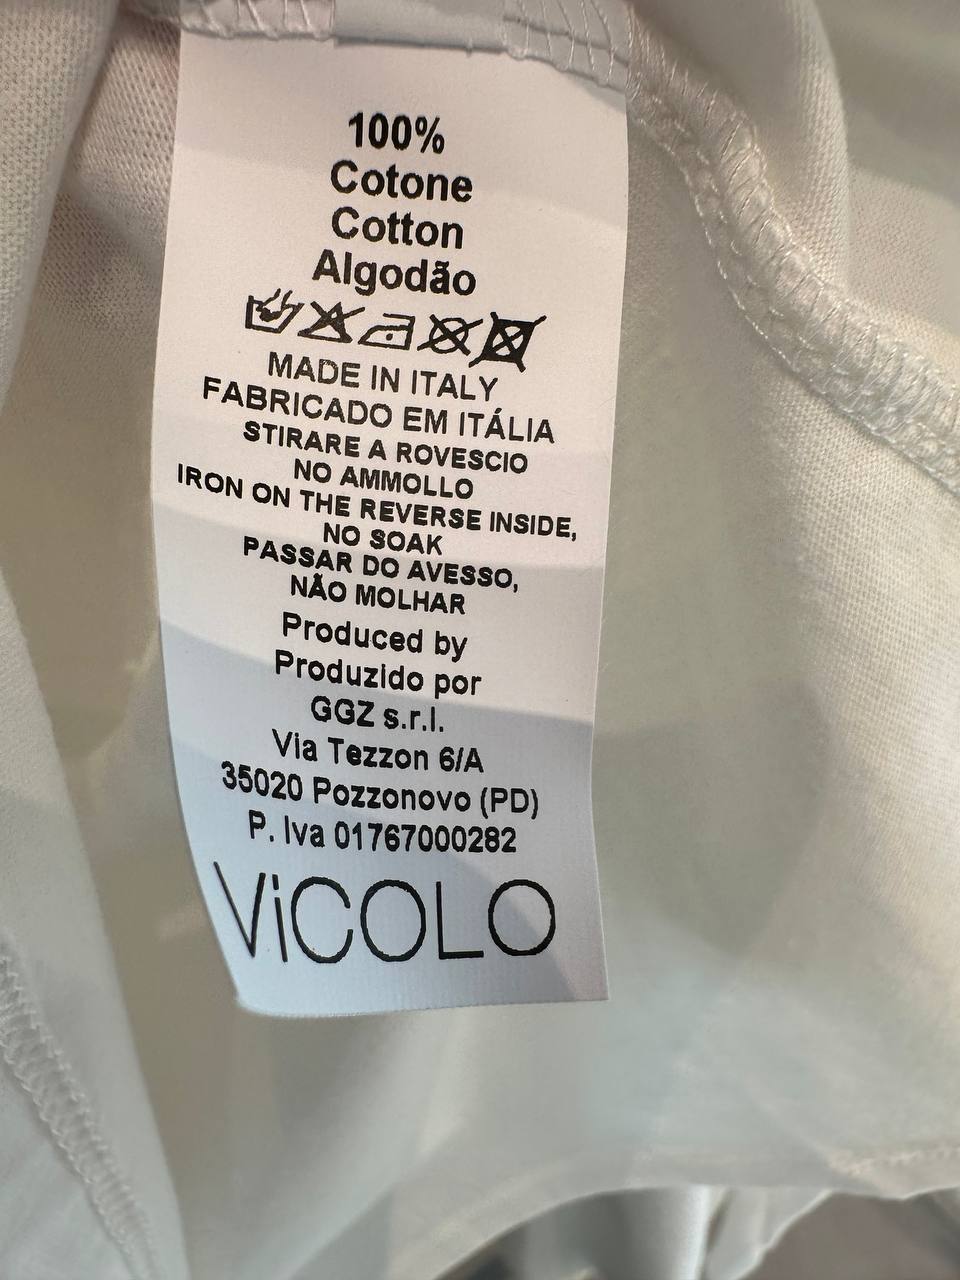 100%
Cotone
Cotton
Algodão
MADE IN ITALY
FABRICADO EM ITÁLIA
STIRARE A ROVESCIO
NO AMMOLLO
IRON ON THE REVERSE INSIDE,
NO SOAK
PASSAR DO AVESSO,
NÃO MOLHAR
Produced by
Produzido por
GGZ s.r.l.
Via Tezzon 6/A
35020 Pozzonovo (PD)
P. Iva 01767000282
ViCOLO